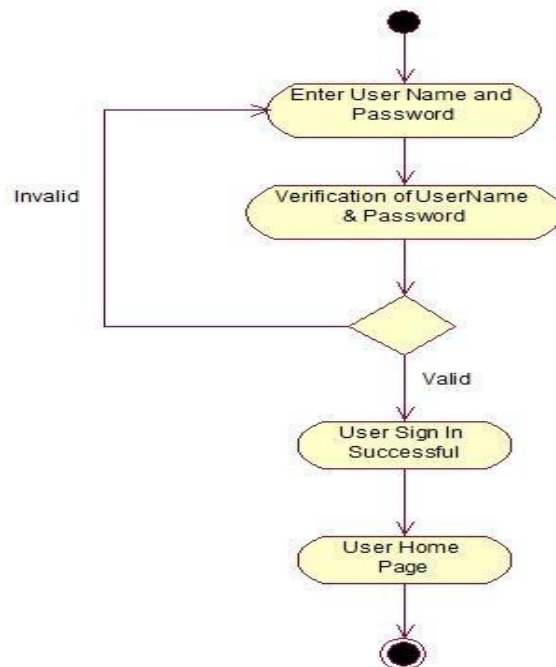 Enter User Name and
Password
Invalid
Verification of UserName
& Password
Valid
User Sign In
Successful
User Home
Page